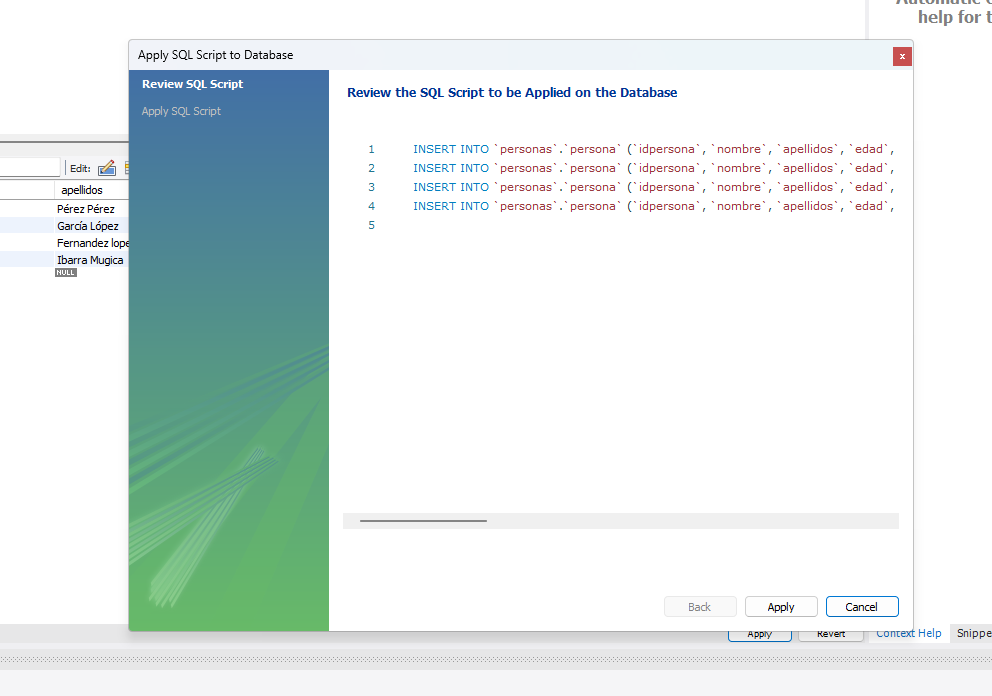 help for t
Apply SQL Script to Database
x
Review SQL Script
Apply SQL Script
Review the SQL Script to be Applied on the Database
1 INSERT INTO `personas`.`persona` (`idpersona`, `nombre`, `apellidos`, `edad`,
2 INSERT INTO `personas`.`persona` (`idpersona`, `nombre`, `apellidos`, `edad`,
3 INSERT INTO `personas`.`persona` (`idpersona`, `nombre`, `apellidos`, `edad`,
4 INSERT INTO `personas`.`persona` (`idpersona`, `nombre`, `apellidos`, `edad`,
5
Edit:
apellidos
Pérez Pérez
García López
Fernandez lope
Ibarra Mugica
NULL
Back Apply Cancel
Apply Revert Context Help Snippe